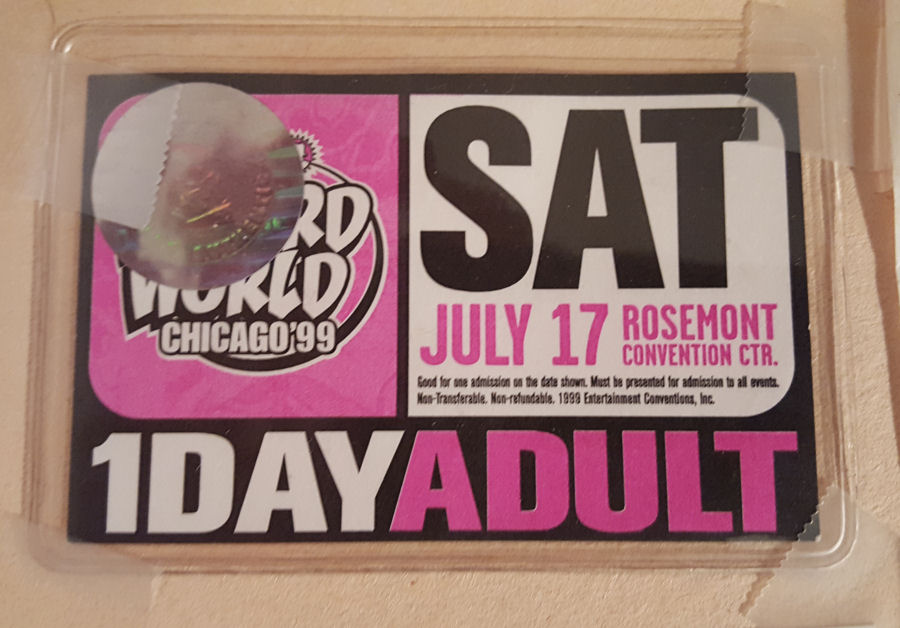 WORLD
CHICAGO'99
SAT
JULY 17 ROSEMONT
CONVENTION CTR.
Good for one admission on the date shown. Must be presented for admission to all events.
Non-Transferable. Non-refundable. 1999 Entertainment Conventions, Inc.
1DAYADULT